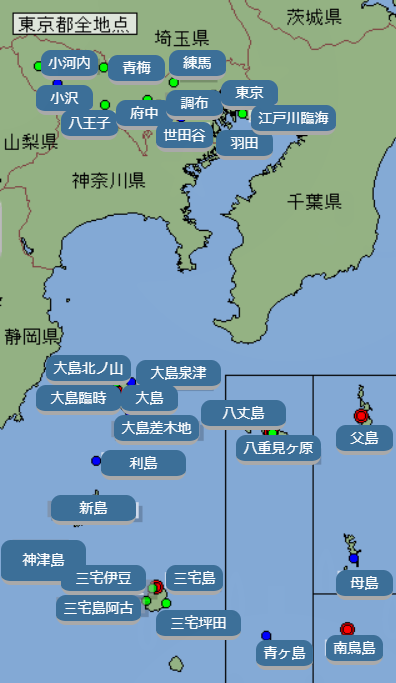 茨城県
東京都全地点
埼玉県
小河内
青梅
練馬
小沢
八王子
府中
調布
東京
江戸川臨海
世田谷
羽田
山梨県
神奈川県
千葉県
静岡県
大島北ノ山
大島泉津
大島臨時
大島
大島差木地
八丈島
八重見ヶ原
父島
利島
新島
神津島
三宅伊豆
三宅島
三宅島阿古
三宅坪田
母島
青ヶ島
南鳥島